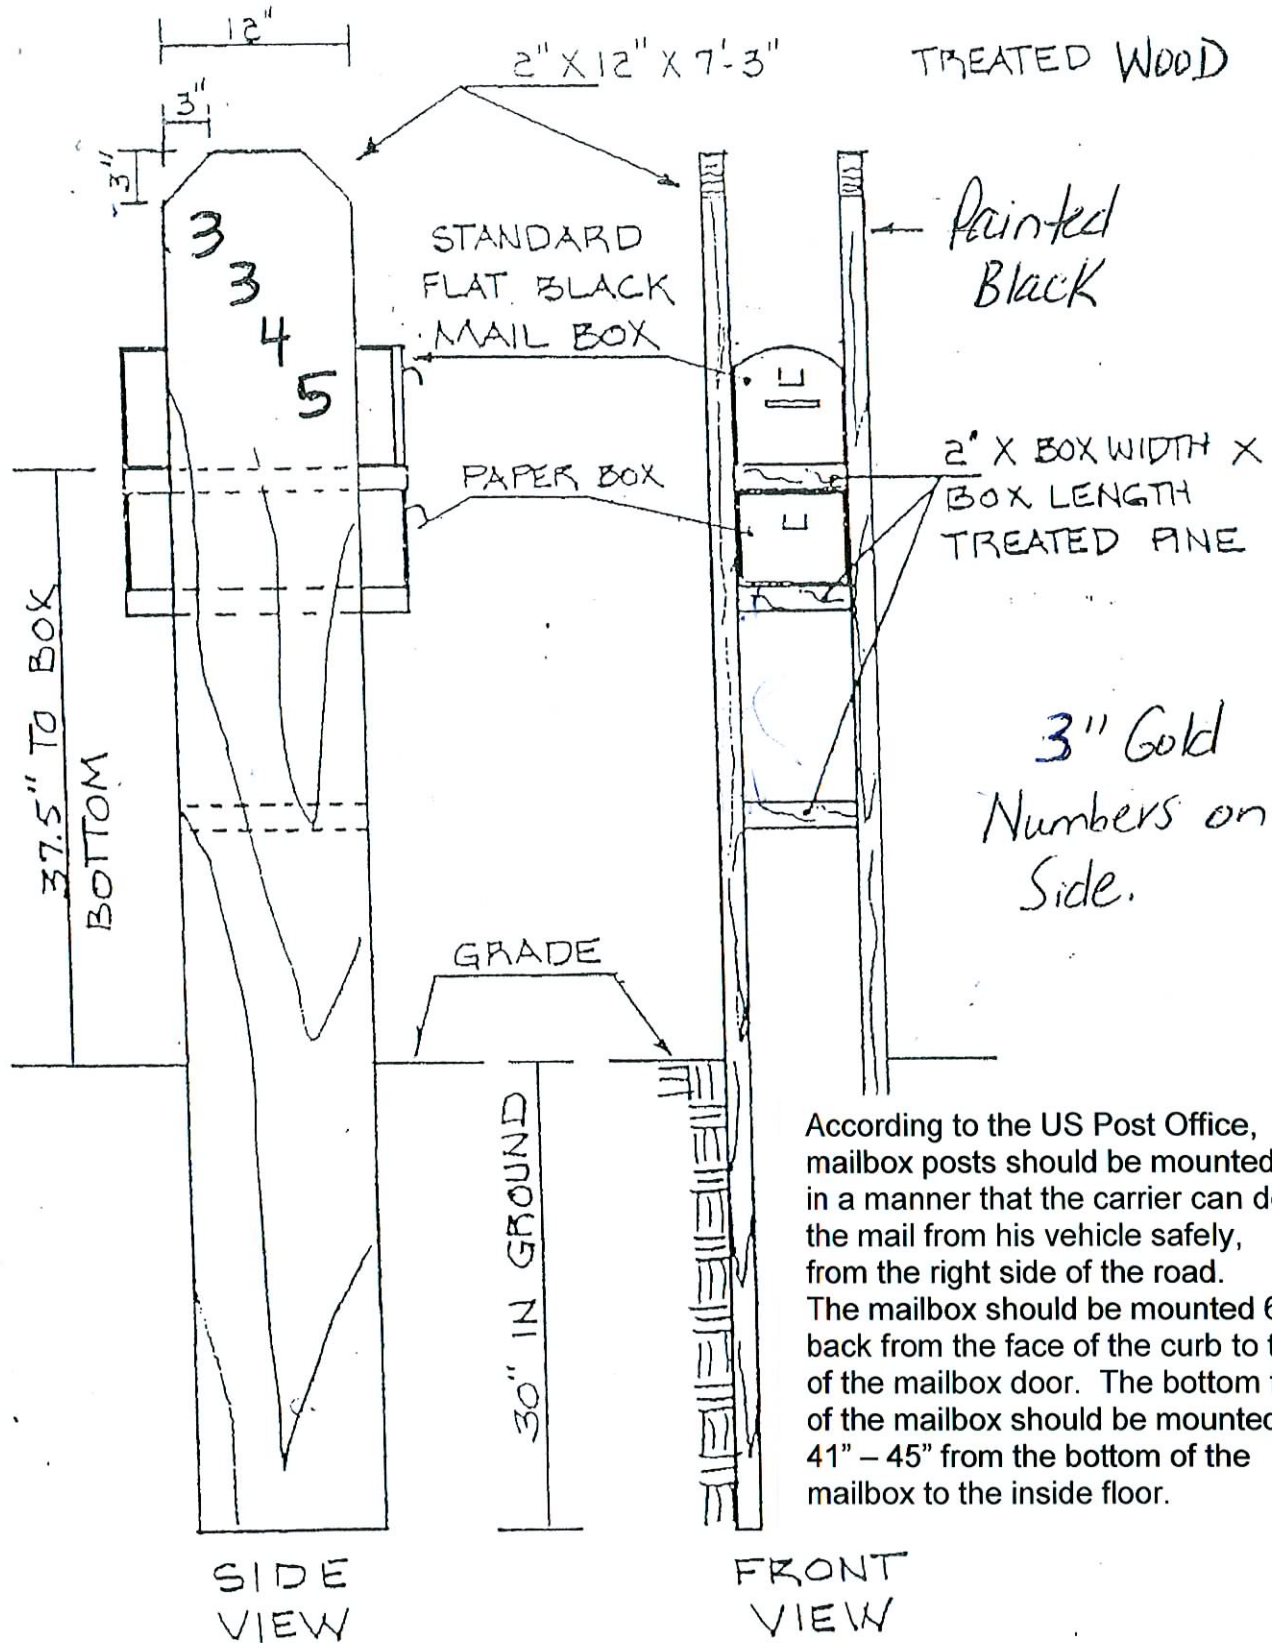 12"
2" X 12" X 7'-3"
TREATED WOOD
3"
3"
3
3
4
5
STANDARD
FLAT BLACK
MAIL BOX
Painted
Black
PAPER BOX
2" X BOX WIDTH X
BOX LENGTH
TREATED PINE
37.5" TO BOX
BOTTOM
3" Gold
Numbers on
Side.
GRADE
30" IN GROUND
According to the US Post Office,
mailbox posts should be mounted
in a manner that the carrier can
the mail from his vehicle safely,
from the right side of the road.
The mailbox should be mounted
back from the face of the curb to
of the mailbox door. The bottom
of the mailbox should be mounted
41" – 45" from the bottom of the
mailbox to the inside floor.
SIDE
VIEW
FRONT
VIEW